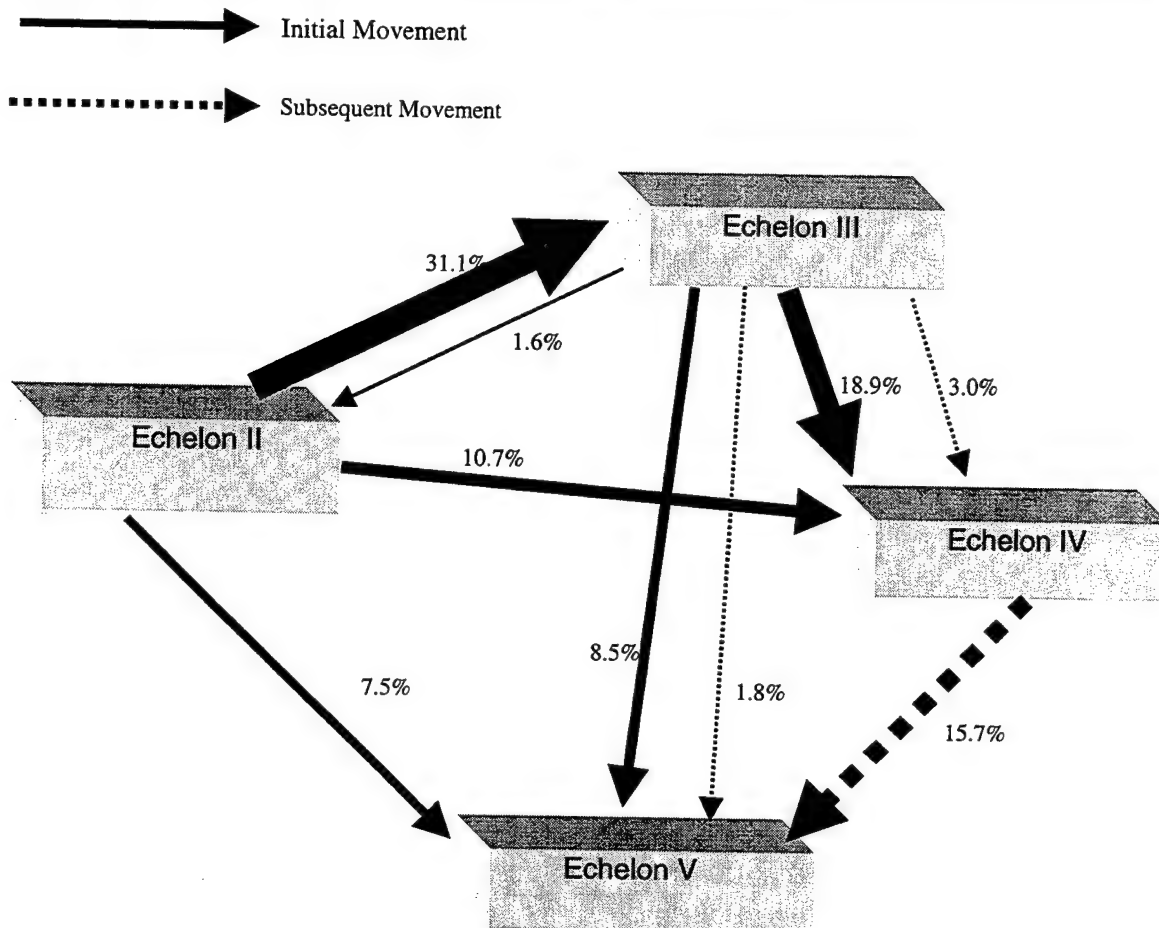 Initial Movement
Subsequent Movement
Echelon III
31.1%
1.6%
18.9%
3.0%
Echelon II
10.7%
Echelon IV
8.5%
7.5%
1.8%
15.7%
Echelon V